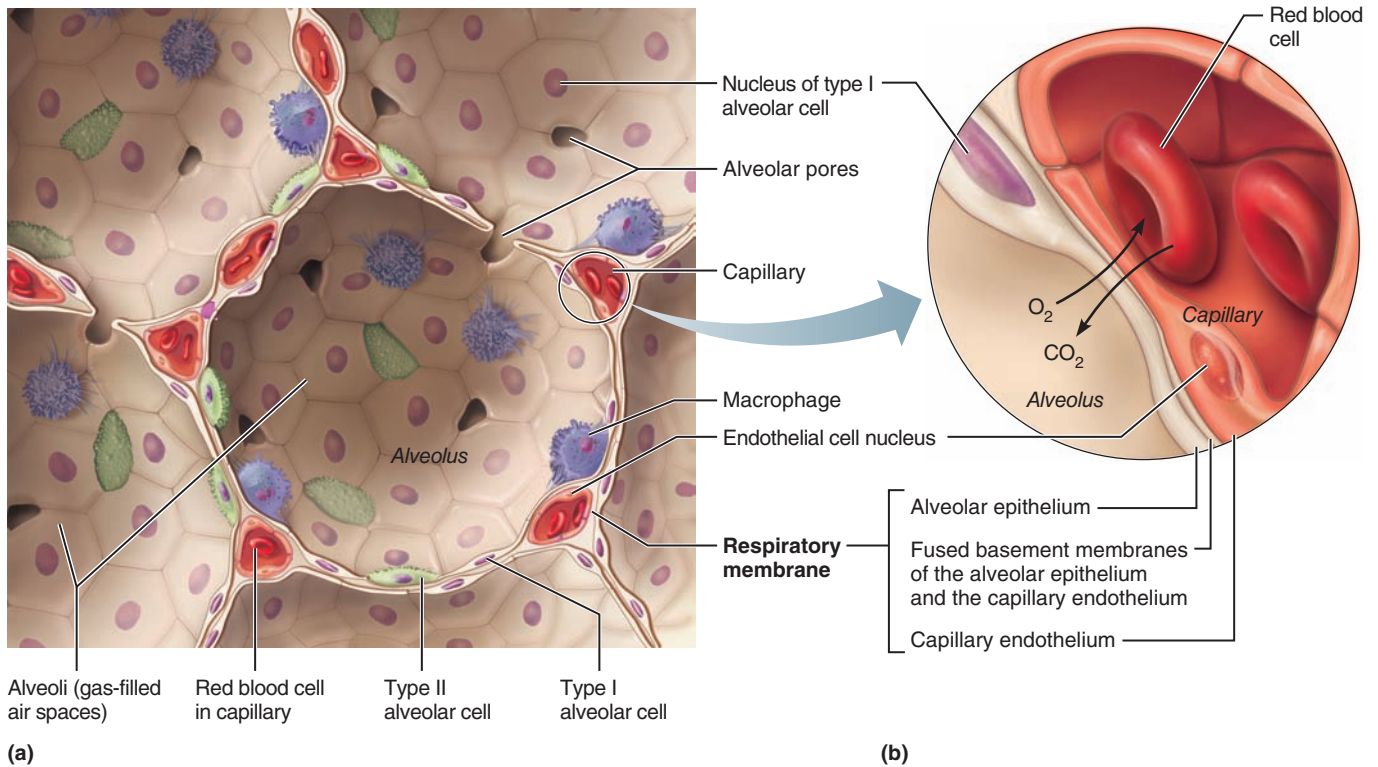 Red blood
cell
Nucleus of type I
alveolar cell
Alveolar pores
Capillary
O2
CO2
Capillary
Alveolus
Macrophage
Endothelial cell nucleus
Alveolus
Respiratory
membrane
Alveolar epithelium
Fused basement membranes
of the alveolar epithelium
and the capillary endothelium
Capillary endothelium
Alveoli (gas-filled
air spaces)
Red blood cell
in capillary
Type II
alveolar cell
Type I
alveolar cell
(a)
(b)